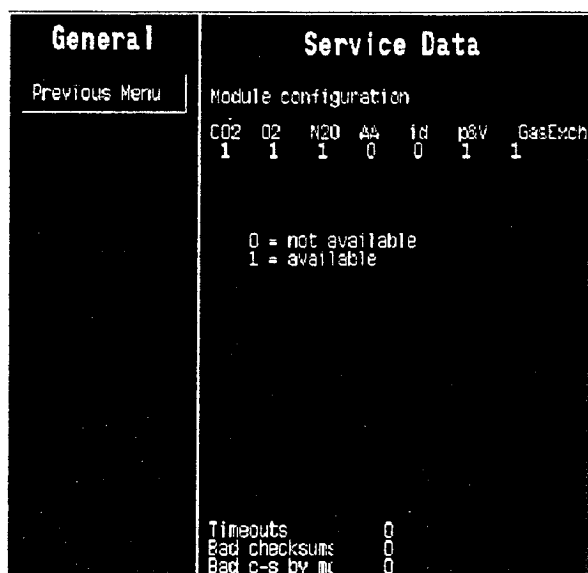 General
Service Data
Previous Menu
Module configuration
CO2 O2 N2O AA id p&V GasExch
1 1 1 0 0 1 1
0 = not available
1 = available
Timeouts 0
Bad checksums 0
Bad c-s by mo 0